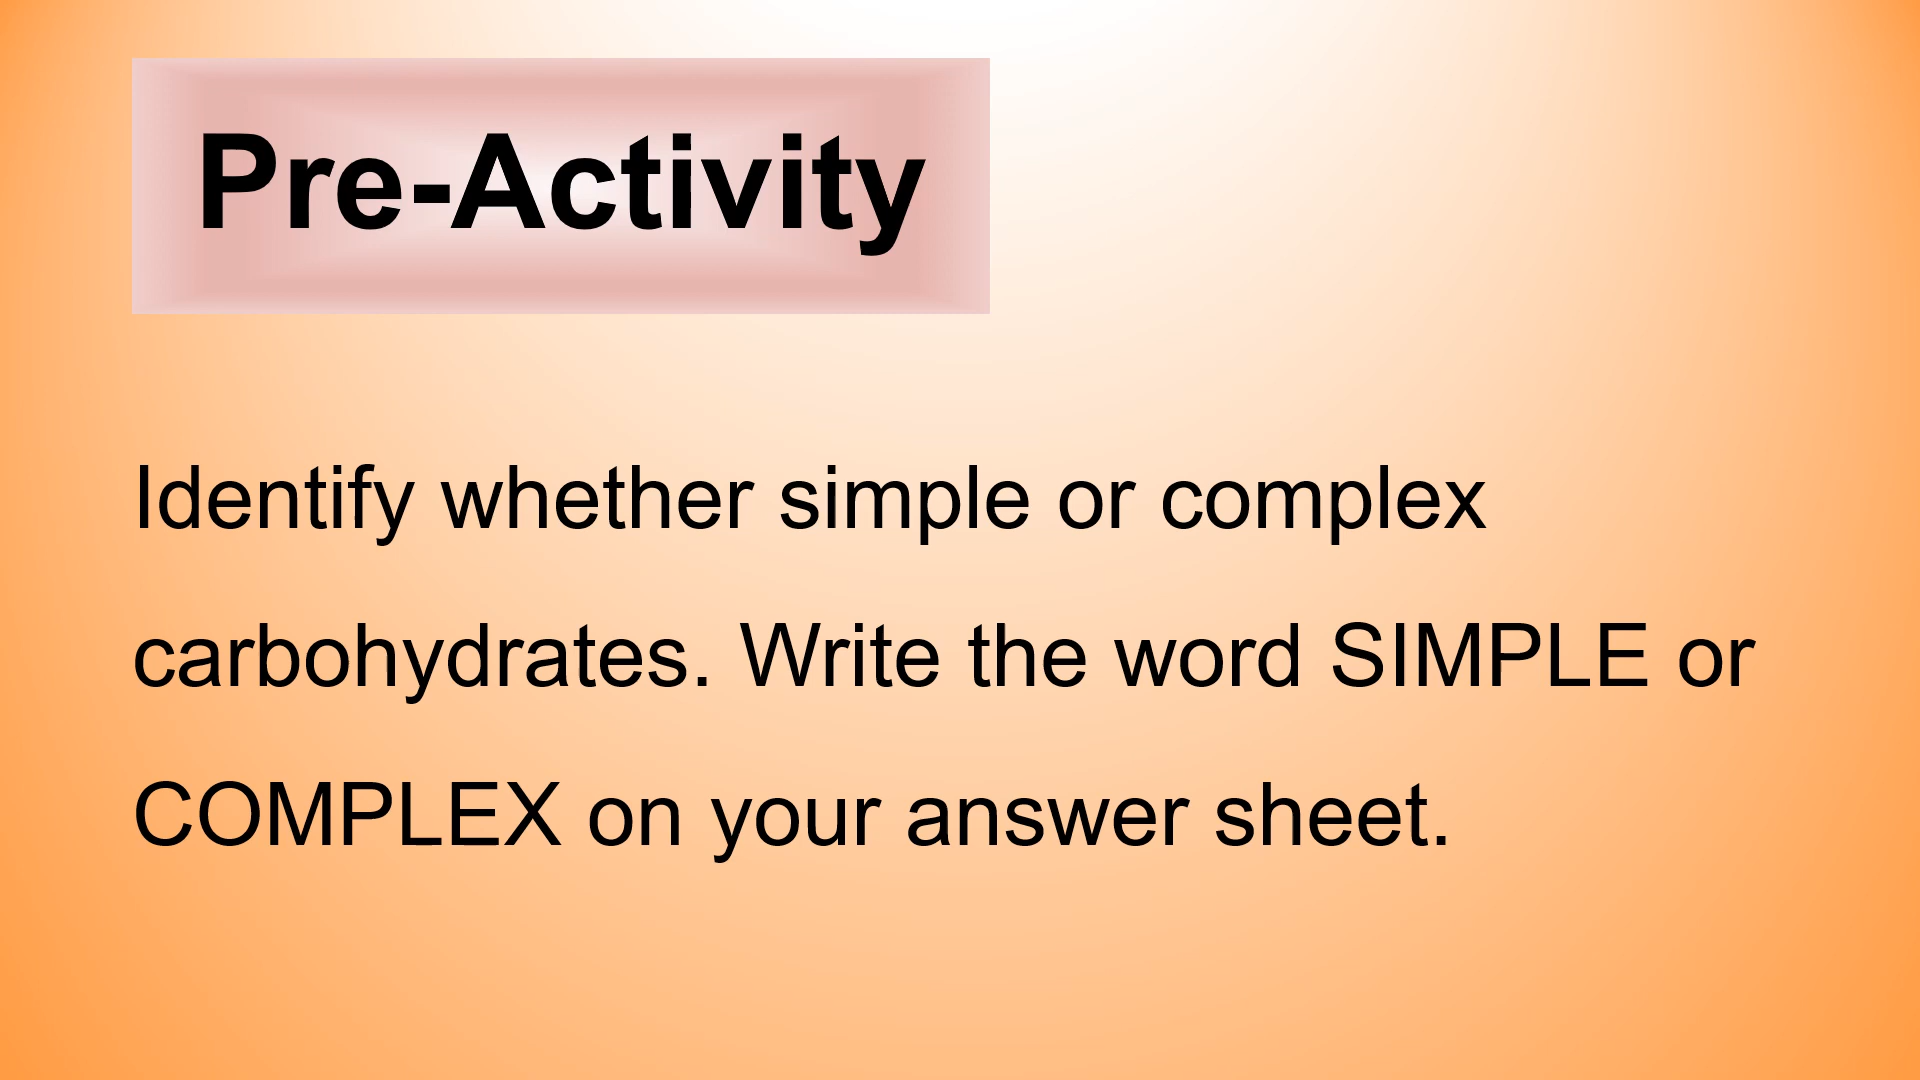 Pre-Activity
Identify whether simple or complex
carbohydrates. Write the word SIMPLE or
COMPLEX on your answer sheet.